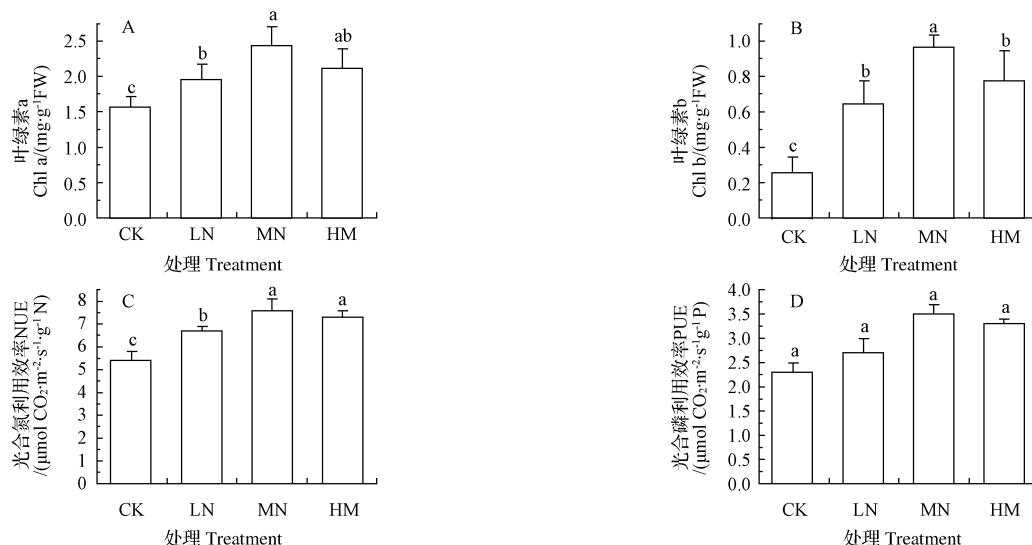 A
叶绿素a
Chl a/(mg·g⁻¹FW)
2.5
2.0
1.5
1.0
0.5
0.0
c
b
a
ab
CK LN MN HM
处理 Treatment
B
叶绿素b
Chl b/(mg·g⁻¹FW)
1.0
0.8
0.6
0.4
0.2
0.0
c
b
a
b
CK LN MN HM
处理 Treatment
C
光合氮利用效率NUE
/(μmol CO₂·m⁻²·s⁻¹·g⁻¹ N)
8
7
6
5
4
3
2
1
0
c
b
a
a
CK LN MN HM
处理 Treatment
D
光合磷利用效率PUE
/(μmol CO₂·m⁻²·s⁻¹g⁻¹ P)
4.0
3.5
3.0
2.5
2.0
2.0
1.5
0.5
0.0
a
a
a
a
CK LN MN HM
处理 Treatment